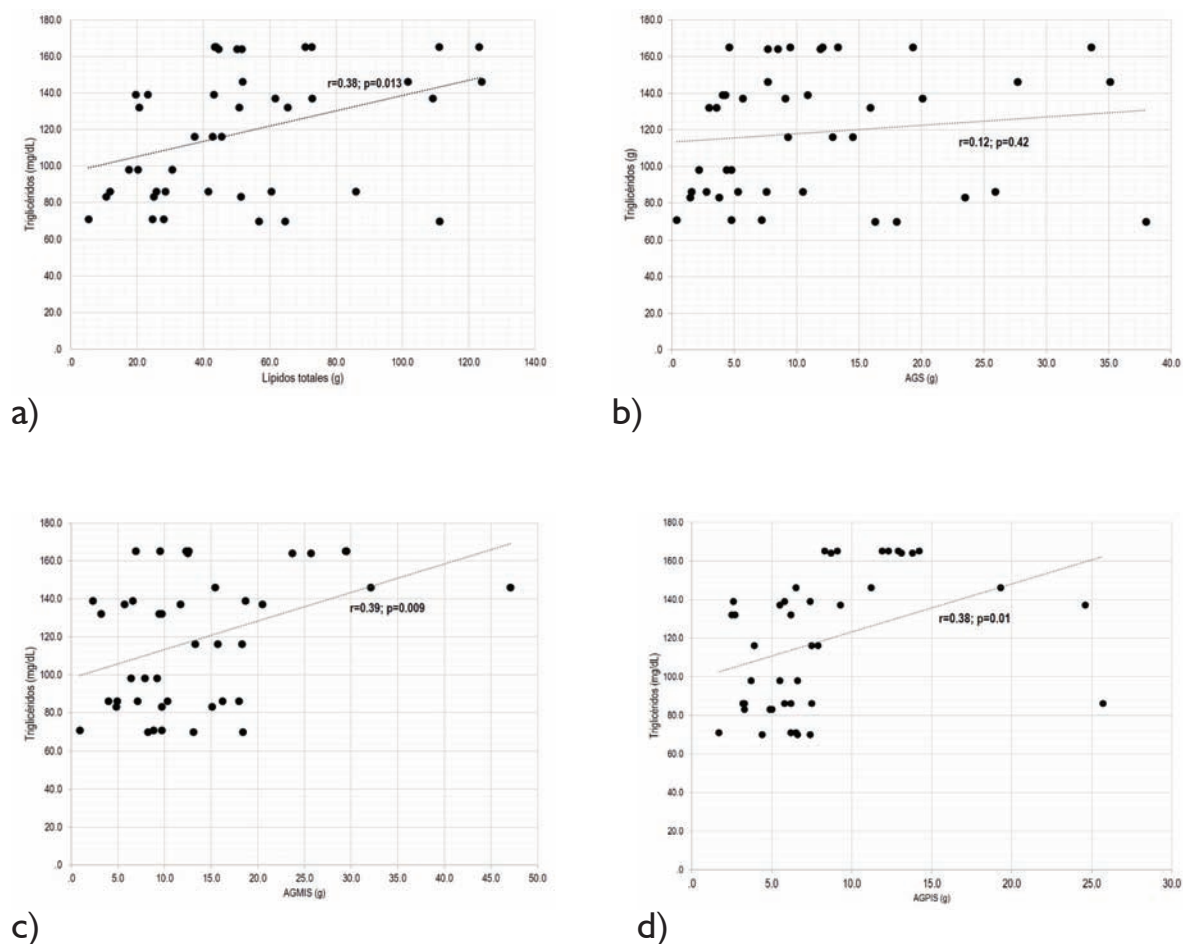 180.0
160.0
140.0
120.0
100.0
80.0
60.0
40.0
20.0
.0
Triglicéridos (mg/dL)
r=0.38; p=0.013
.0 20.0 40.0 60.0 80.0 100.0 120.0 140.0
Lípidos totales (g)
a)
180.0
160.0
140.0
120.0
100.0
80.0
60.0
40.0
20.0
.0
Triglicéridos (g)
r=0.12; p=0.42
.0 5.0 10.0 15.0 20.0 25.0 30.0 35.0 40.0
AGS (g)
b)
180.0
160.0
140.0
120.0
100.0
80.0
60.0
40.0
20.0
.0
Triglicéridos (mg/dL)
r=0.39; p=0.009
.0 5.0 10.0 15.0 20.0 25.0 30.0 35.0 40.0 45.0 50.0
AGMIS (g)
c)
180.0
160.0
140.0
120.0
100.0
80.0
60.0
40.0
20.0
.0
Triglicéridos (mg/dL)
r=0.38; p=0.01
.0 5.0 10.0 15.0 20.0 25.0 30.0
AGPIS (g)
d)